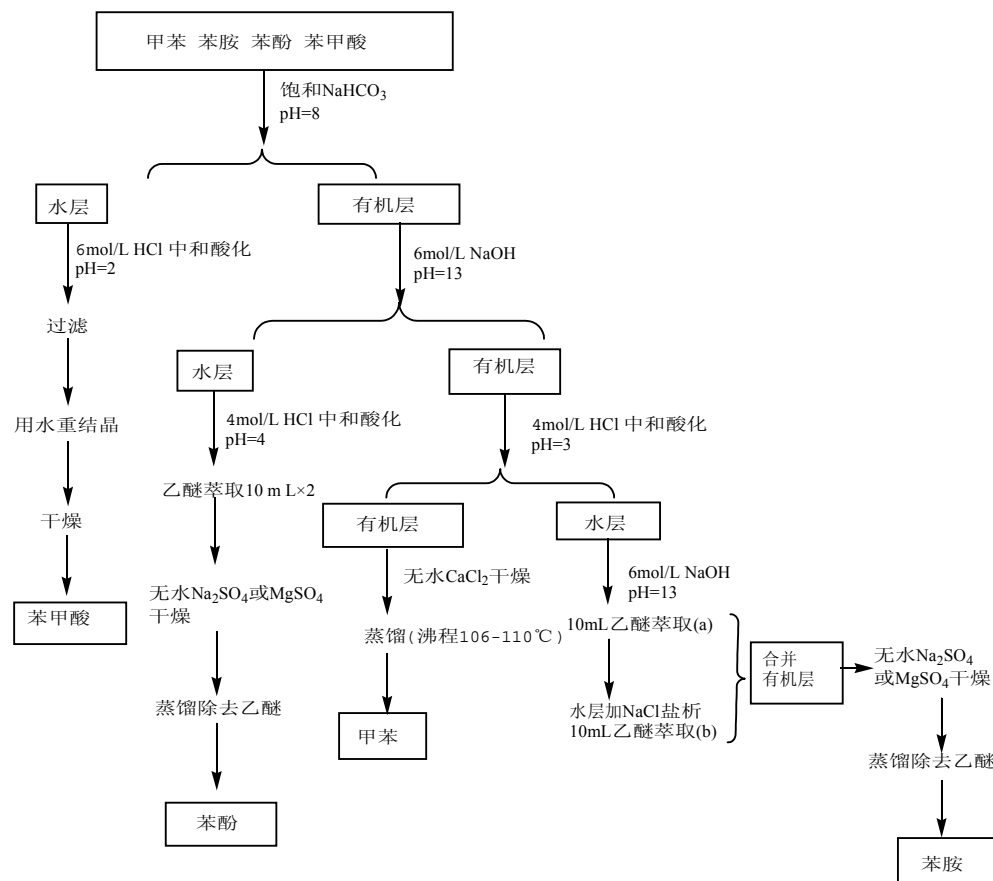 甲苯 苯胺 苯酚 苯甲酸
饱和NaHCO₃
pH=8
水层
有机层
6mol/L HCl 中和酸化
pH=2
6mol/L NaOH
pH=13
过滤
水层
有机层
用水重结晶
4mol/L HCl 中和酸化
pH=4
4mol/L HCl 中和酸化
pH=3
乙醚萃取10 m L×2
干燥
有机层
水层
苯甲酸
无水Na₂SO₄或MgSO₄
干燥
无水CaCl₂干燥
6mol/L NaOH
pH=13
蒸馏(沸程106-110℃)
10mL乙醚萃取(a)
合并
有机层
无水Na₂SO₄
或MgSO₄干燥
蒸馏除去乙醚
甲苯
水层加NaCl盐析
10mL乙醚萃取(b)
蒸馏除去乙醚
苯酚
苯胺